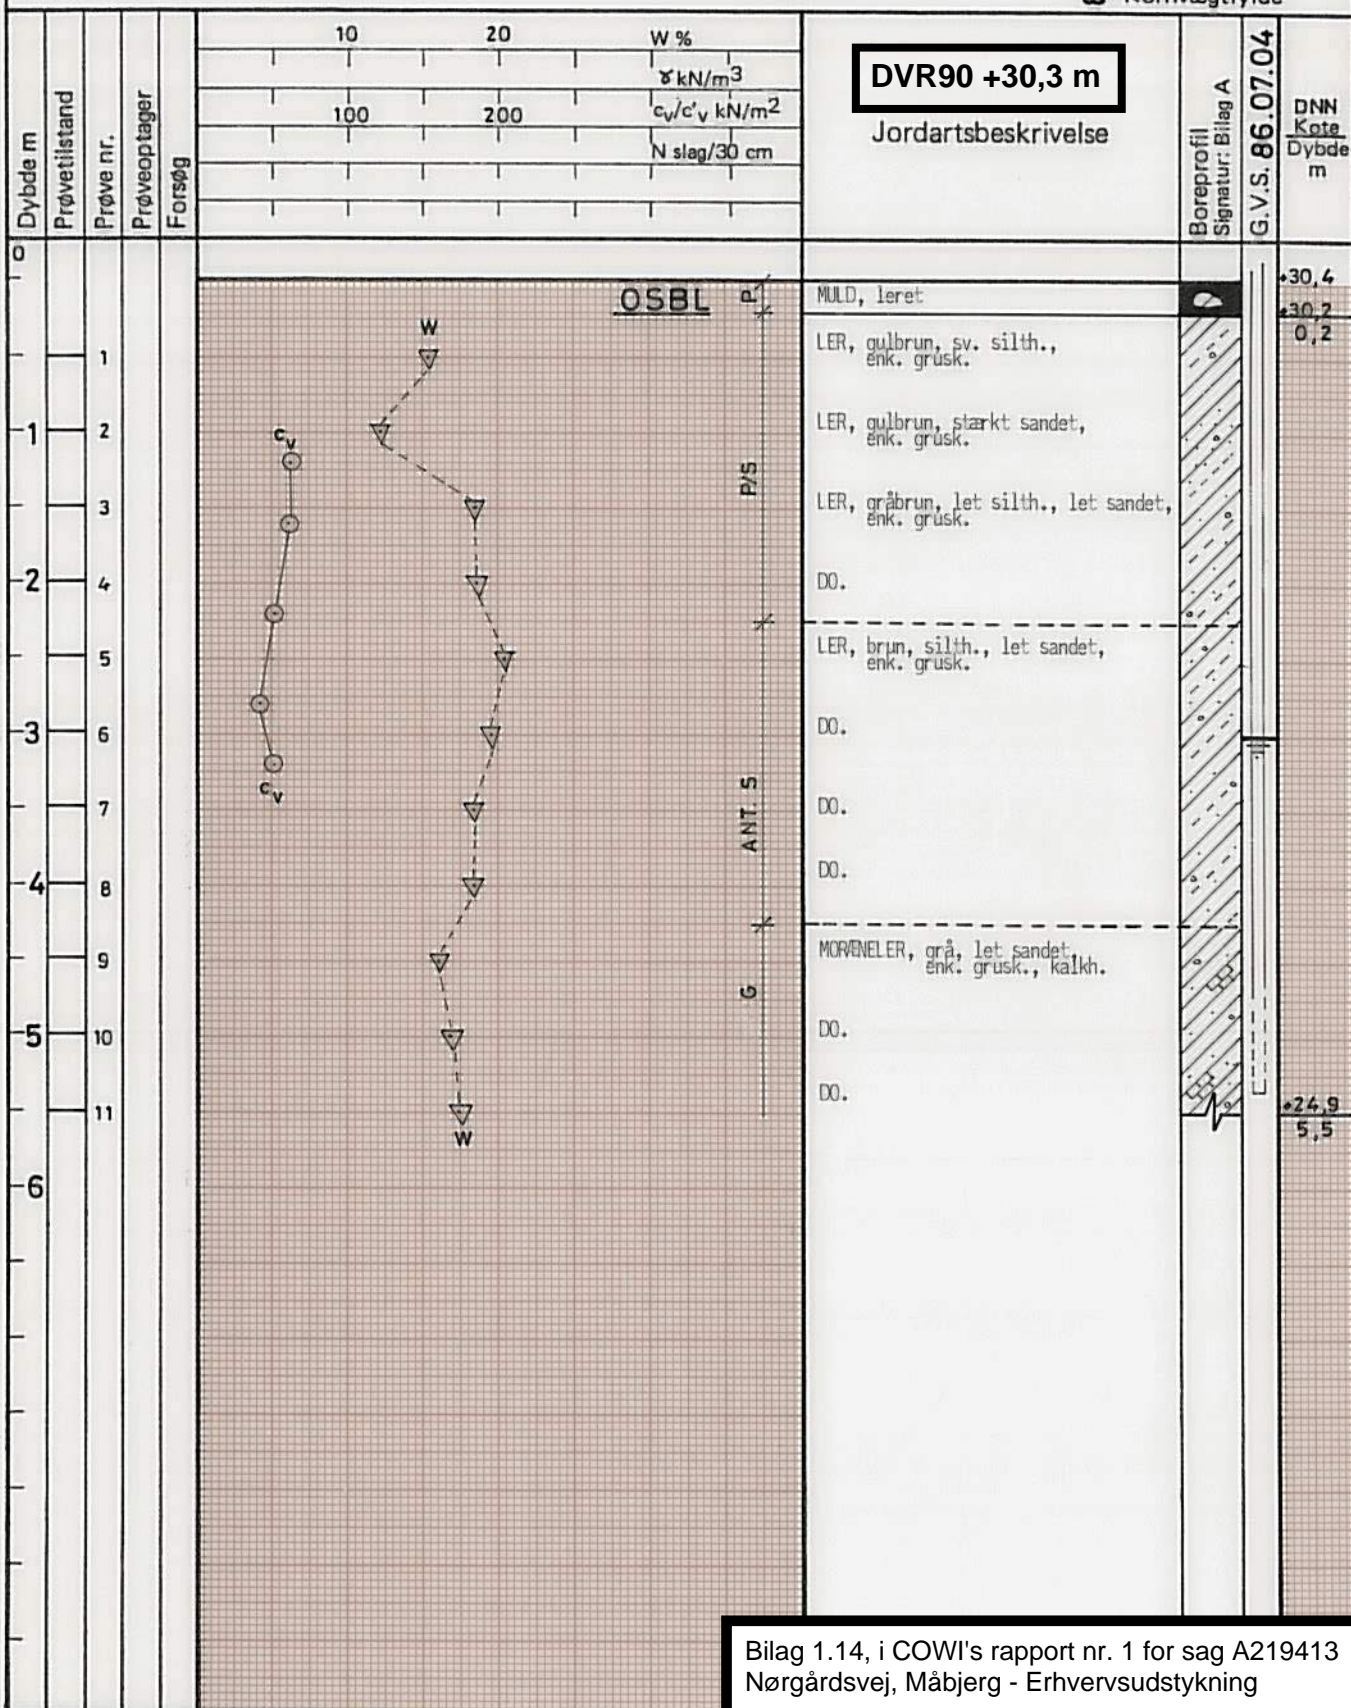 10 20 W %
γ kN/m3
100 200 cv/c'v kN/m2
N slag/30 cm
Dybde m
Prøvetilstand
Prøve nr.
Prøveoptager
Forsøg
DVR90 +30,3 m
Jordartsbeskrivelse
Boreprofil
Signatur: Bilag A
G.V.S. 86.07.04
DNN
Kote
Dybde
m
0
+30,4
OSBL P MULD, leret
+30,2
0,2
W
1 LER, gulbrun, sv. silth.,
enk. grusk.
1 2 LER, gulbrun, stærkt sandet,
enk. grusk.
cv
P/S
3 LER, gråbrun, let silth., let sandet,
enk. grusk.
2 4 DO.
5 LER, brun, silth., let sandet,
enk. grusk.
3 6 DO.
cv
7 DO.
ANT. S
4 8 DO.
9 MORÆNELER, grå, let sandet,
enk. grusk., kalkh.
G
5 10 DO.
DO.
11 +24,9
W 5,5
6
Bilag 1.14, i COWI's rapport nr. 1 for sag A219413
Nørgårdsvej, Måbjerg - Erhvervsudstykning